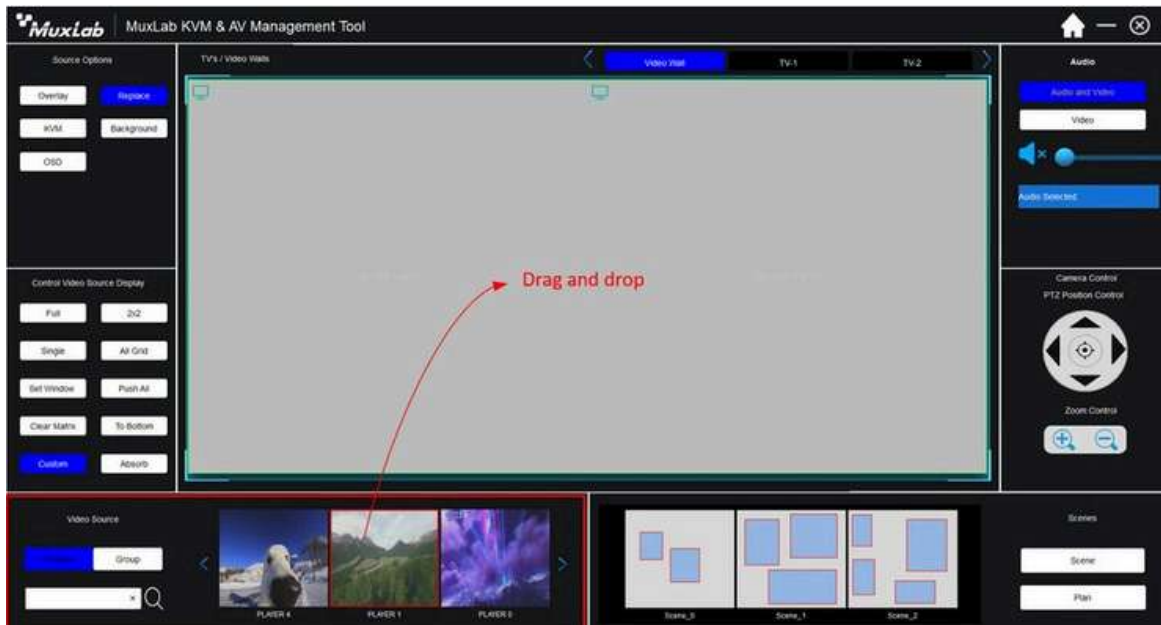 MuxLab MuxLab KVM & AV Management Tool
Source Options
Overlay Replace
KVM Background
OSD
TV's / Video Walls
Video Wall TV-1 TV-2
Audio
Audio and Video
Video
Audio Selected
Drag and drop
Control Video Source Display
Full 2x2
Single All Grid
Set Window Push All
Clear Matrix To Bottom
Custom Absorb
Camera Control
PTZ Position Control
Zoom Control
Video Source
Group
PLAYER 4 PLAYER 1
Scene_0 Scene_1 Scene_2
Scenes
Scene
Plan